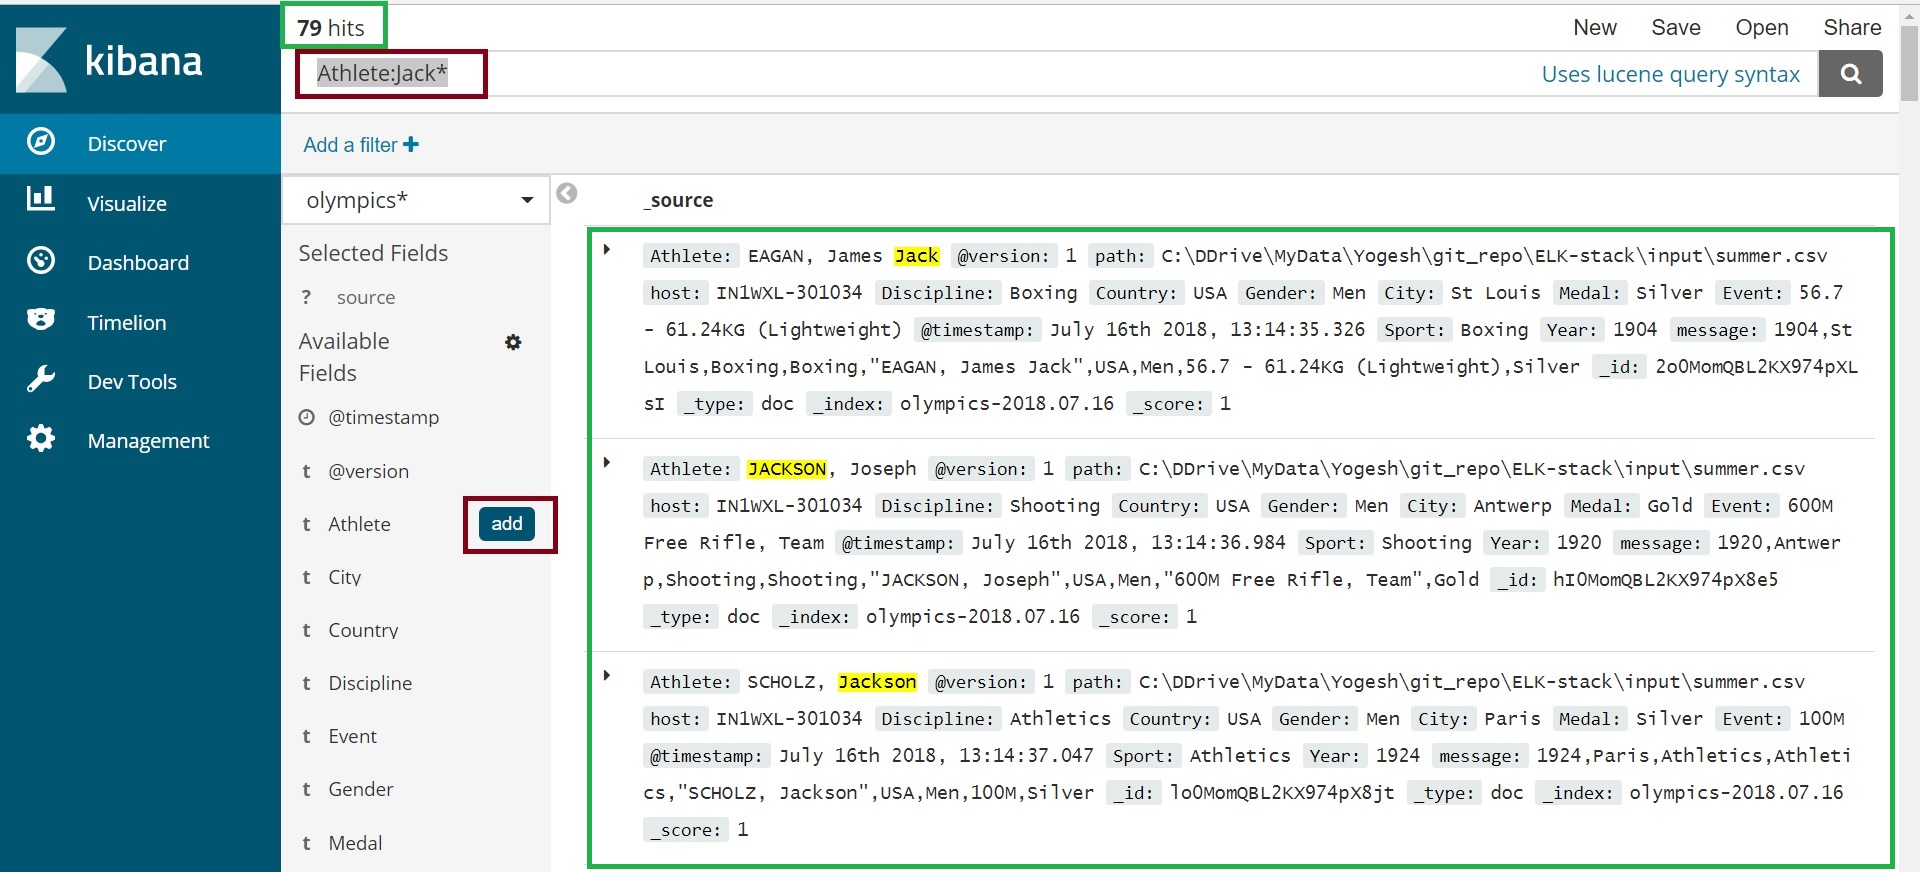 79 hits
New Save Open Share
kibana
Athlete:Jack*
Uses lucene query syntax
Discover
Visualize
Dashboard
Timelion
Dev Tools
Management
Add a filter +
olympics*
Selected Fields
? source
Available
Fields
@timestamp
t @version
t Athlete add
t City
t Country
t Discipline
t Event
t Gender
t Medal
_source
Athlete: EAGAN, James Jack @version: 1 path: C:\DDrive\MyData\Yogesh\git_repo\ELK-stack\input\summer.csv
host: IN1WXL-301034 Discipline: Boxing Country: USA Gender: Men City: St Louis Medal: Silver Event: 56.7
- 61.24KG (Lightweight) @timestamp: July 16th 2018, 13:14:35.326 Sport: Boxing Year: 1904 message: 1904,St
Louis,Boxing,Boxing,"EAGAN, James Jack",USA,Men,56.7 - 61.24KG (Lightweight),Silver _id: 2o0MomQBL2KX974pXL
sI _type: doc _index: olympics-2018.07.16 _score: 1
Athlete: JACKSON, Joseph @version: 1 path: C:\DDrive\MyData\Yogesh\git_repo\ELK-stack\input\summer.csv
host: IN1WXL-301034 Discipline: Shooting Country: USA Gender: Men City: Antwerp Medal: Gold Event: 600M
Free Rifle, Team @timestamp: July 16th 2018, 13:14:36.984 Sport: Shooting Year: 1920 message: 1920,Antwer
p,Shooting,Shooting,"JACKSON, Joseph",USA,Men,"600M Free Rifle, Team",Gold _id: hI0MomQBL2KX974pX8e5
_type: doc _index: olympics-2018.07.16 _score: 1
Athlete: SCHOLZ, Jackson @version: 1 path: C:\DDrive\MyData\Yogesh\git_repo\ELK-stack\input\summer.csv
host: IN1WXL-301034 Discipline: Athletics Country: USA Gender: Men City: Paris Medal: Silver Event: 100M
@timestamp: July 16th 2018, 13:14:37.047 Sport: Athletics Year: 1924 message: 1924,Paris,Athletics,Athleti
cs,"SCHOLZ, Jackson",USA,Men,100M,Silver _id: lo0MomQBL2KX974pX8jt _type: doc _index: olympics-2018.07.16
_score: 1